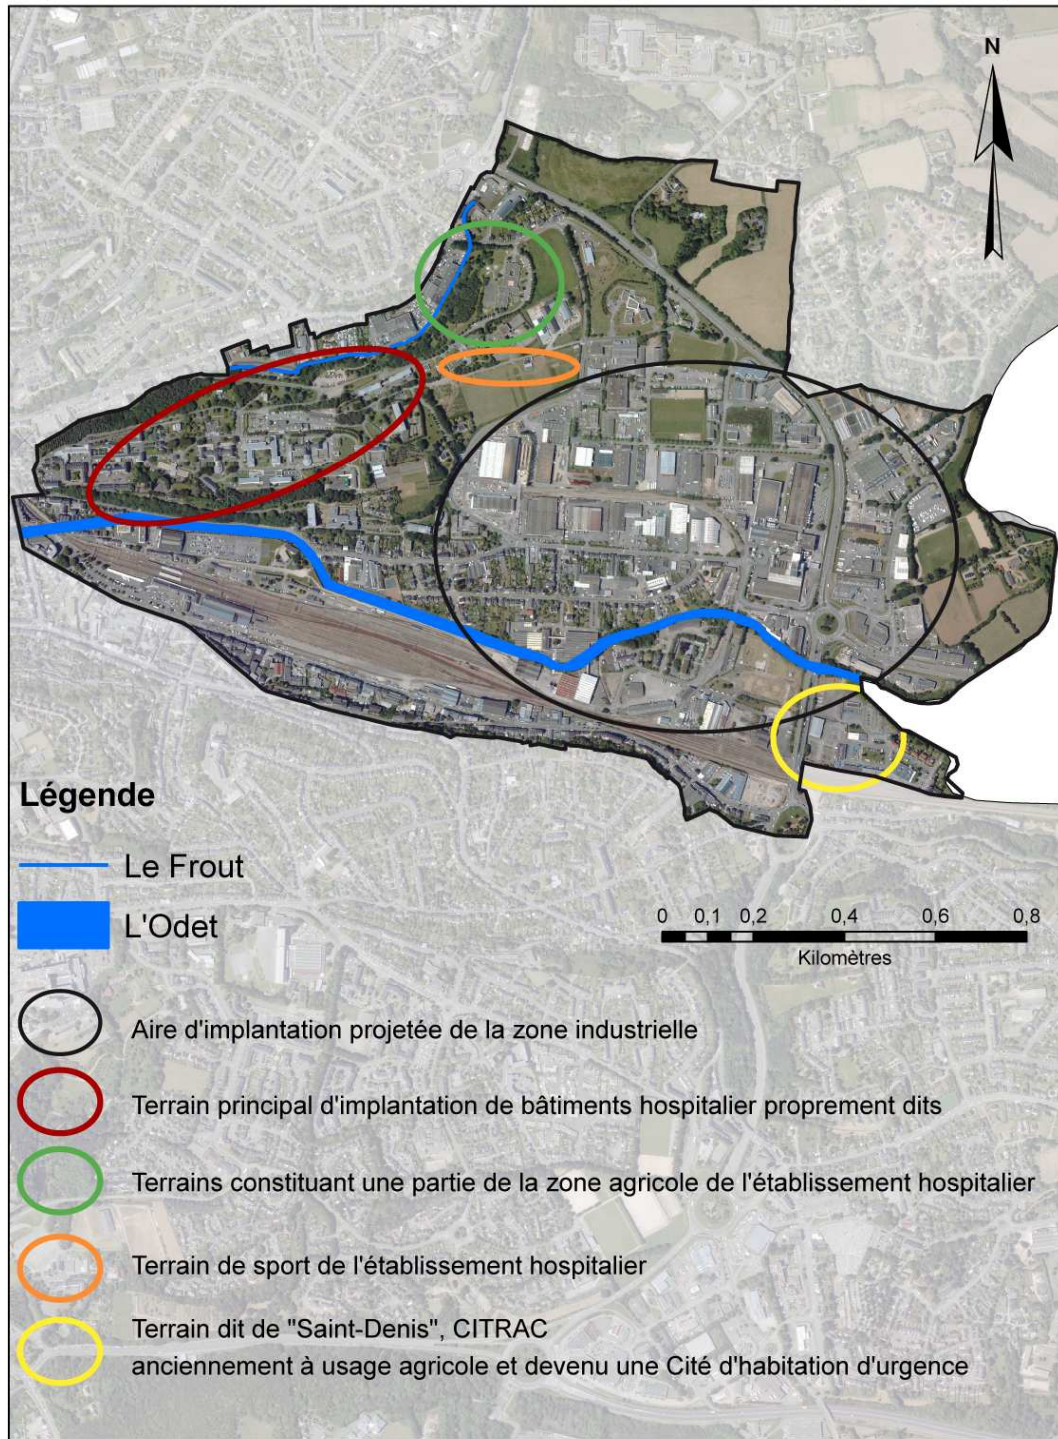 N
Légende
Le Frout
L'Odet
0 0,1 0,2 0,4 0,6 0,8
Kilomètres
Aire d'implantation projetée de la zone industrielle
Terrain principal d'implantation de bâtiments hospitalier proprement dits
Terrains constituant une partie de la zone agricole de l'établissement hospitalier
Terrain de sport de l'établissement hospitalier
Terrain dit de "Saint-Denis", CITRAC
anciennement à usage agricole et devenu une Cité d'habitation d'urgence